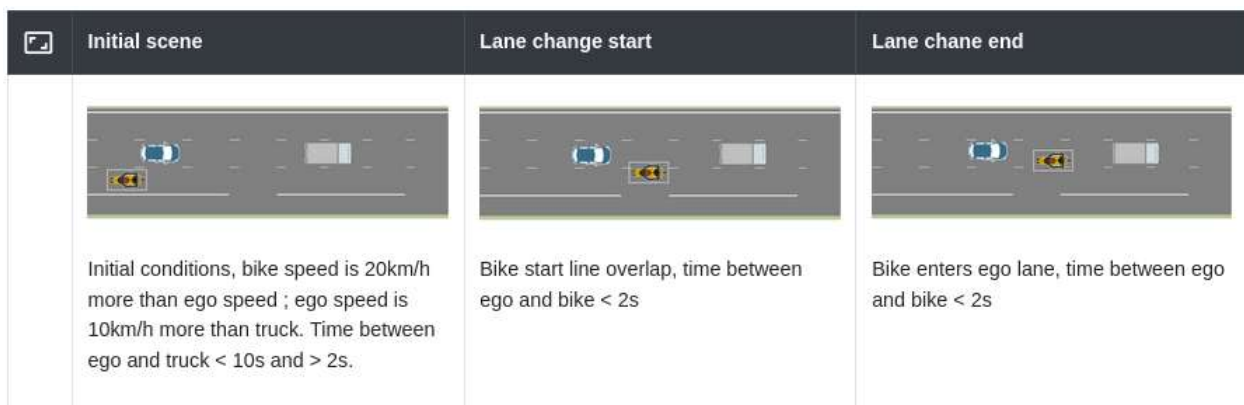 Initial scene
Lane change start
Lane chane end
Initial conditions, bike speed is 20km/h
more than ego speed ; ego speed is
10km/h more than truck. Time between
ego and truck < 10s and > 2s.
Bike start line overlap, time between
ego and bike < 2s
Bike enters ego lane, time between ego
and bike < 2s